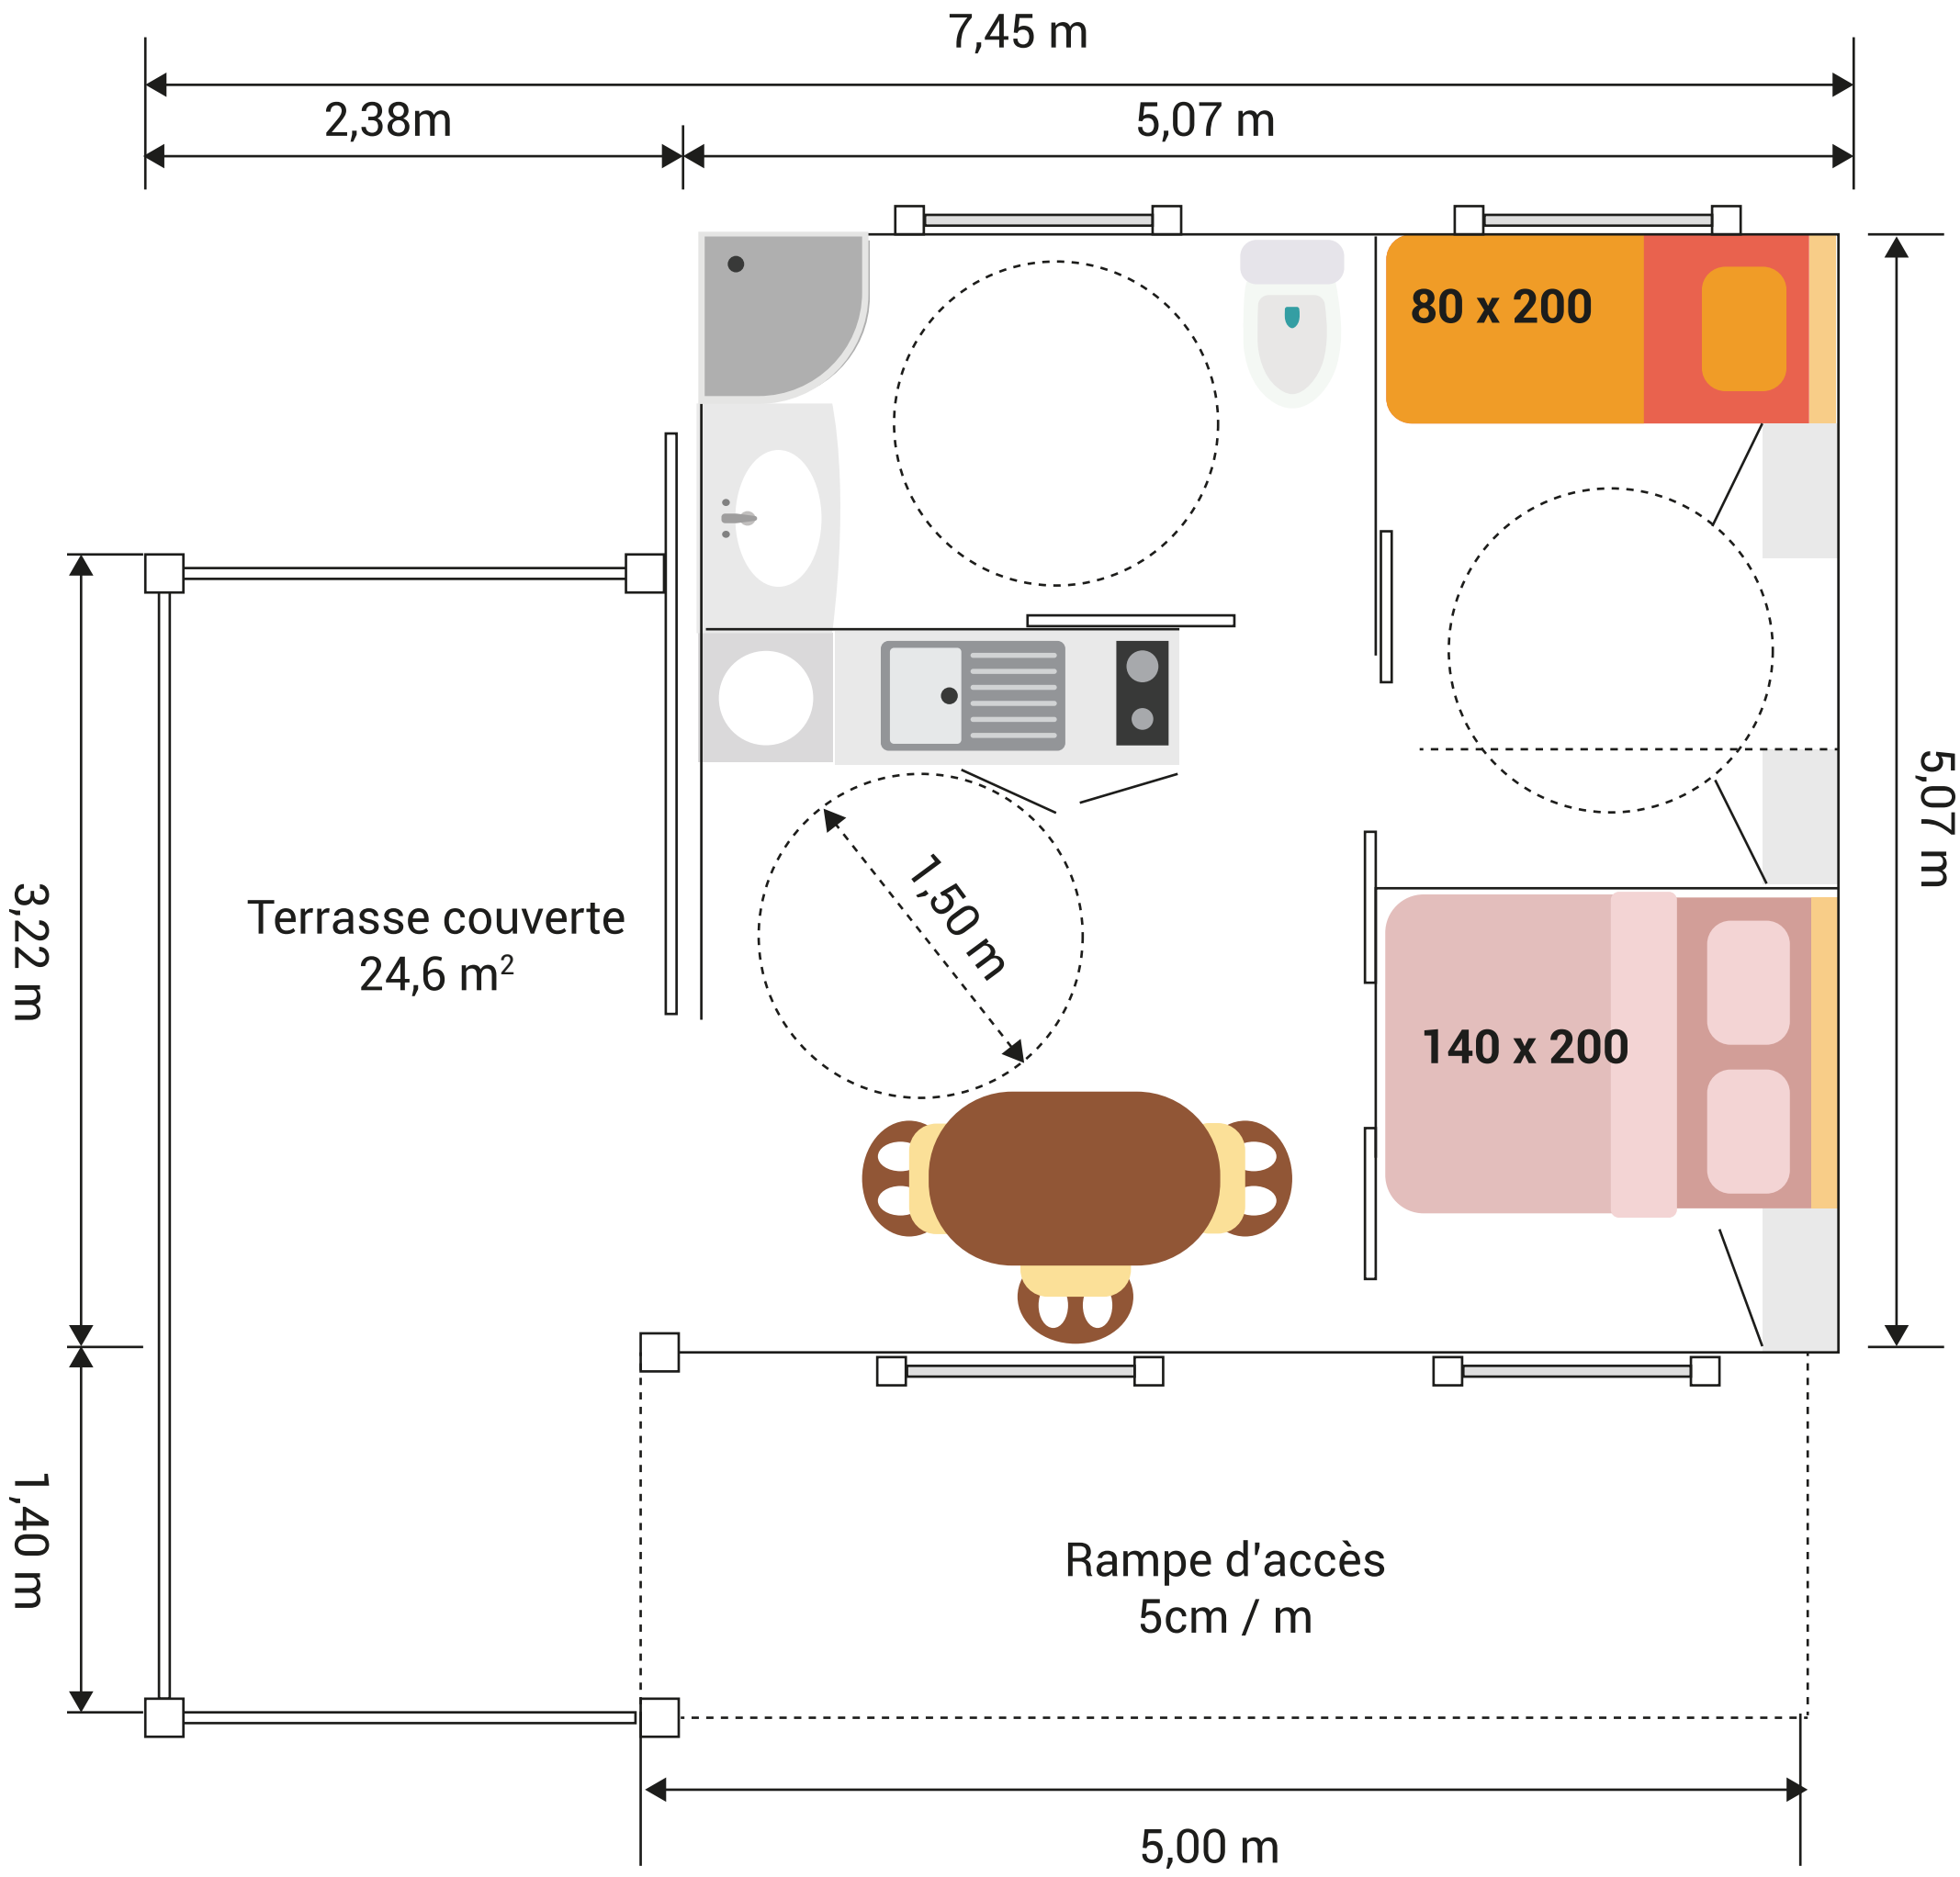 7,45 m
2,38m
5,07 m
80 x 200
5,07 m
1,50 m
Terrasse couverte
24,6 m²
3,22 m
140 x 200
1,40 m
Rampe d'accès
5cm / m
5,00 m